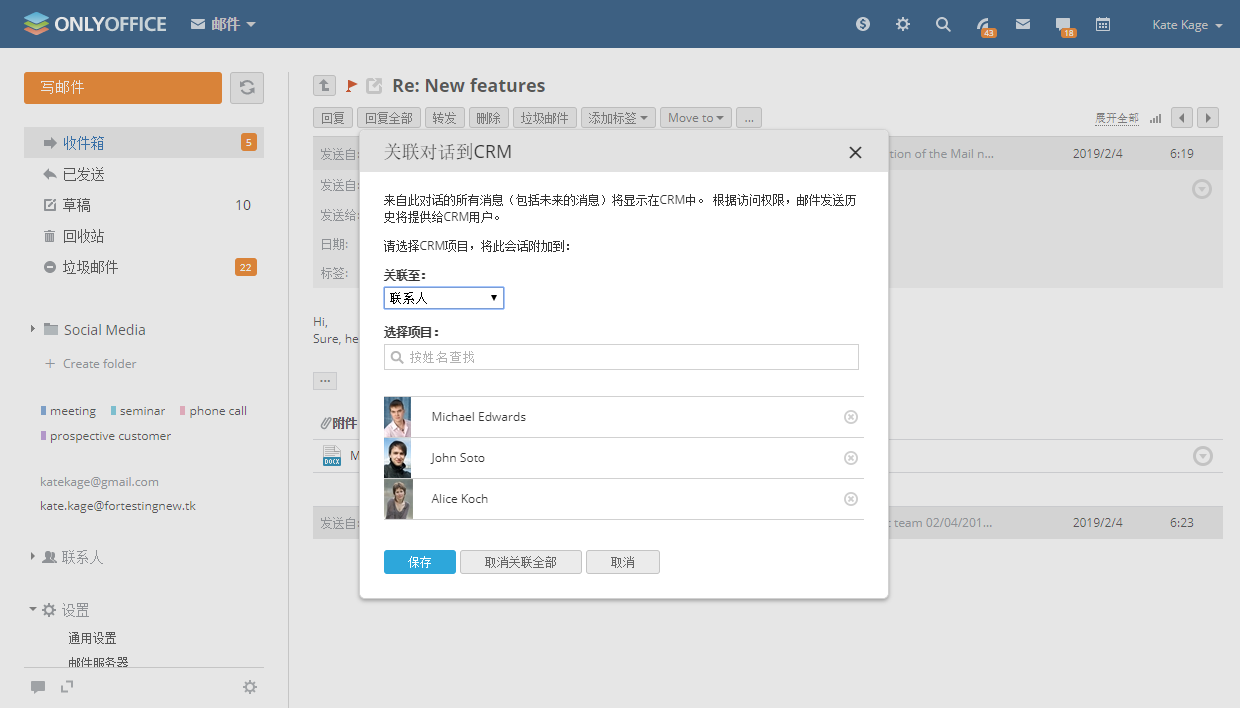 ONLYOFFICE 邮件 43 18 Kate Kage
写邮件
收件箱 5
已发送
草稿 10
回收站
垃圾邮件 22
Social Media
Create folder
meeting seminar phone call
prospective customer
katekage@gmail.com
kate.kage@fortestingnew.tk
联系人
设置
通用设置
邮件服务器
Re: New features
回复 回复全部 转发 删除 垃圾邮件 添加标签 Move to ... 展开全部
发送自: tion of the Mail n... 2019/2/4 6:19
发送自:
发送给:
日期:
标签:
Hi,
Sure, he
...
附件
DOCX M
发送自: t team 02/04/201... 2019/2/4 6:23
关联对话到CRM
来自此对话的所有消息（包括未来的消息）将显示在CRM中。 根据访问权限，邮件发送历
史将提供给CRM用户。
请选择CRM项目，将此会话附加到：
关联至：
联系人
选择项目：
按姓名查找
Michael Edwards
John Soto
Alice Koch
保存 取消关联全部 取消